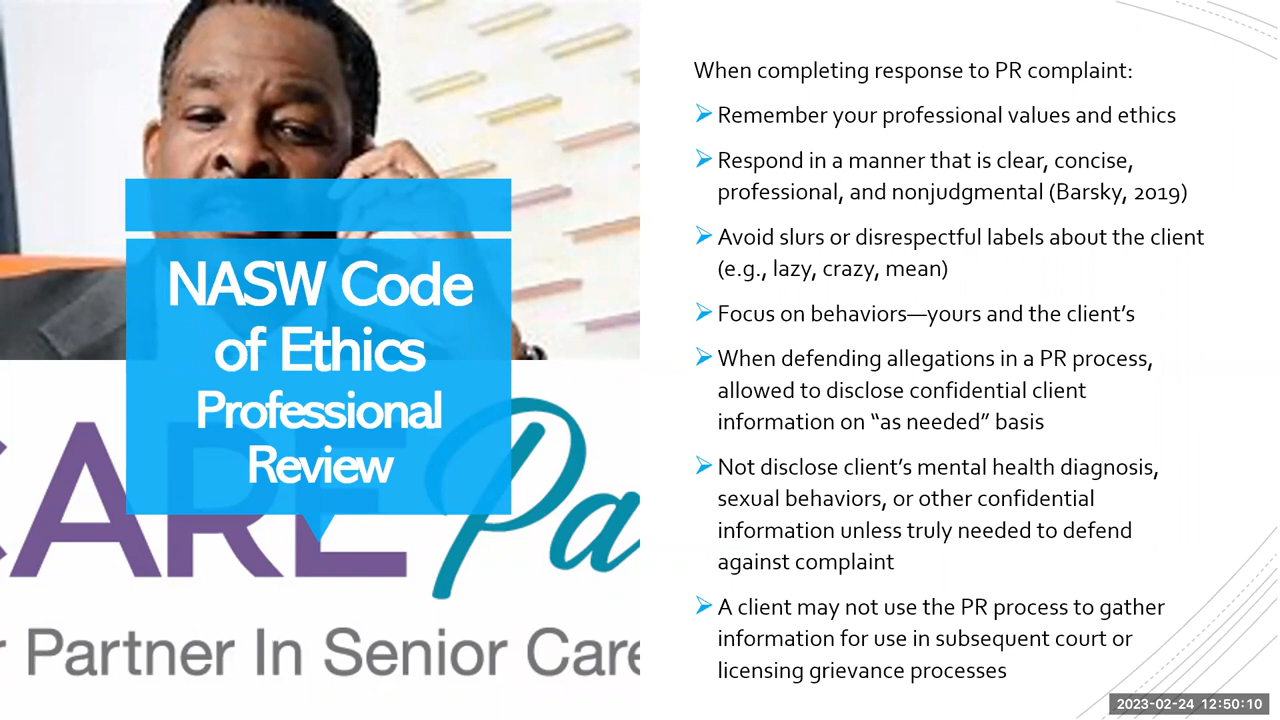 NASW Code
of Ethics
Professional
Review
CARE Pa
r Partner In Senior Care
When completing response to PR complaint:
Remember your professional values and ethics
Respond in a manner that is clear, concise,
professional, and nonjudgmental (Barsky, 2019)
Avoid slurs or disrespectful labels about the client
(e.g., lazy, crazy, mean)
Focus on behaviors—yours and the client’s
When defending allegations in a PR process,
allowed to disclose confidential client
information on “as needed” basis
Not disclose client’s mental health diagnosis,
sexual behaviors, or other confidential
information unless truly needed to defend
against complaint
A client may not use the PR process to gather
information for use in subsequent court or
licensing grievance processes
2023-02-24 12:50:10